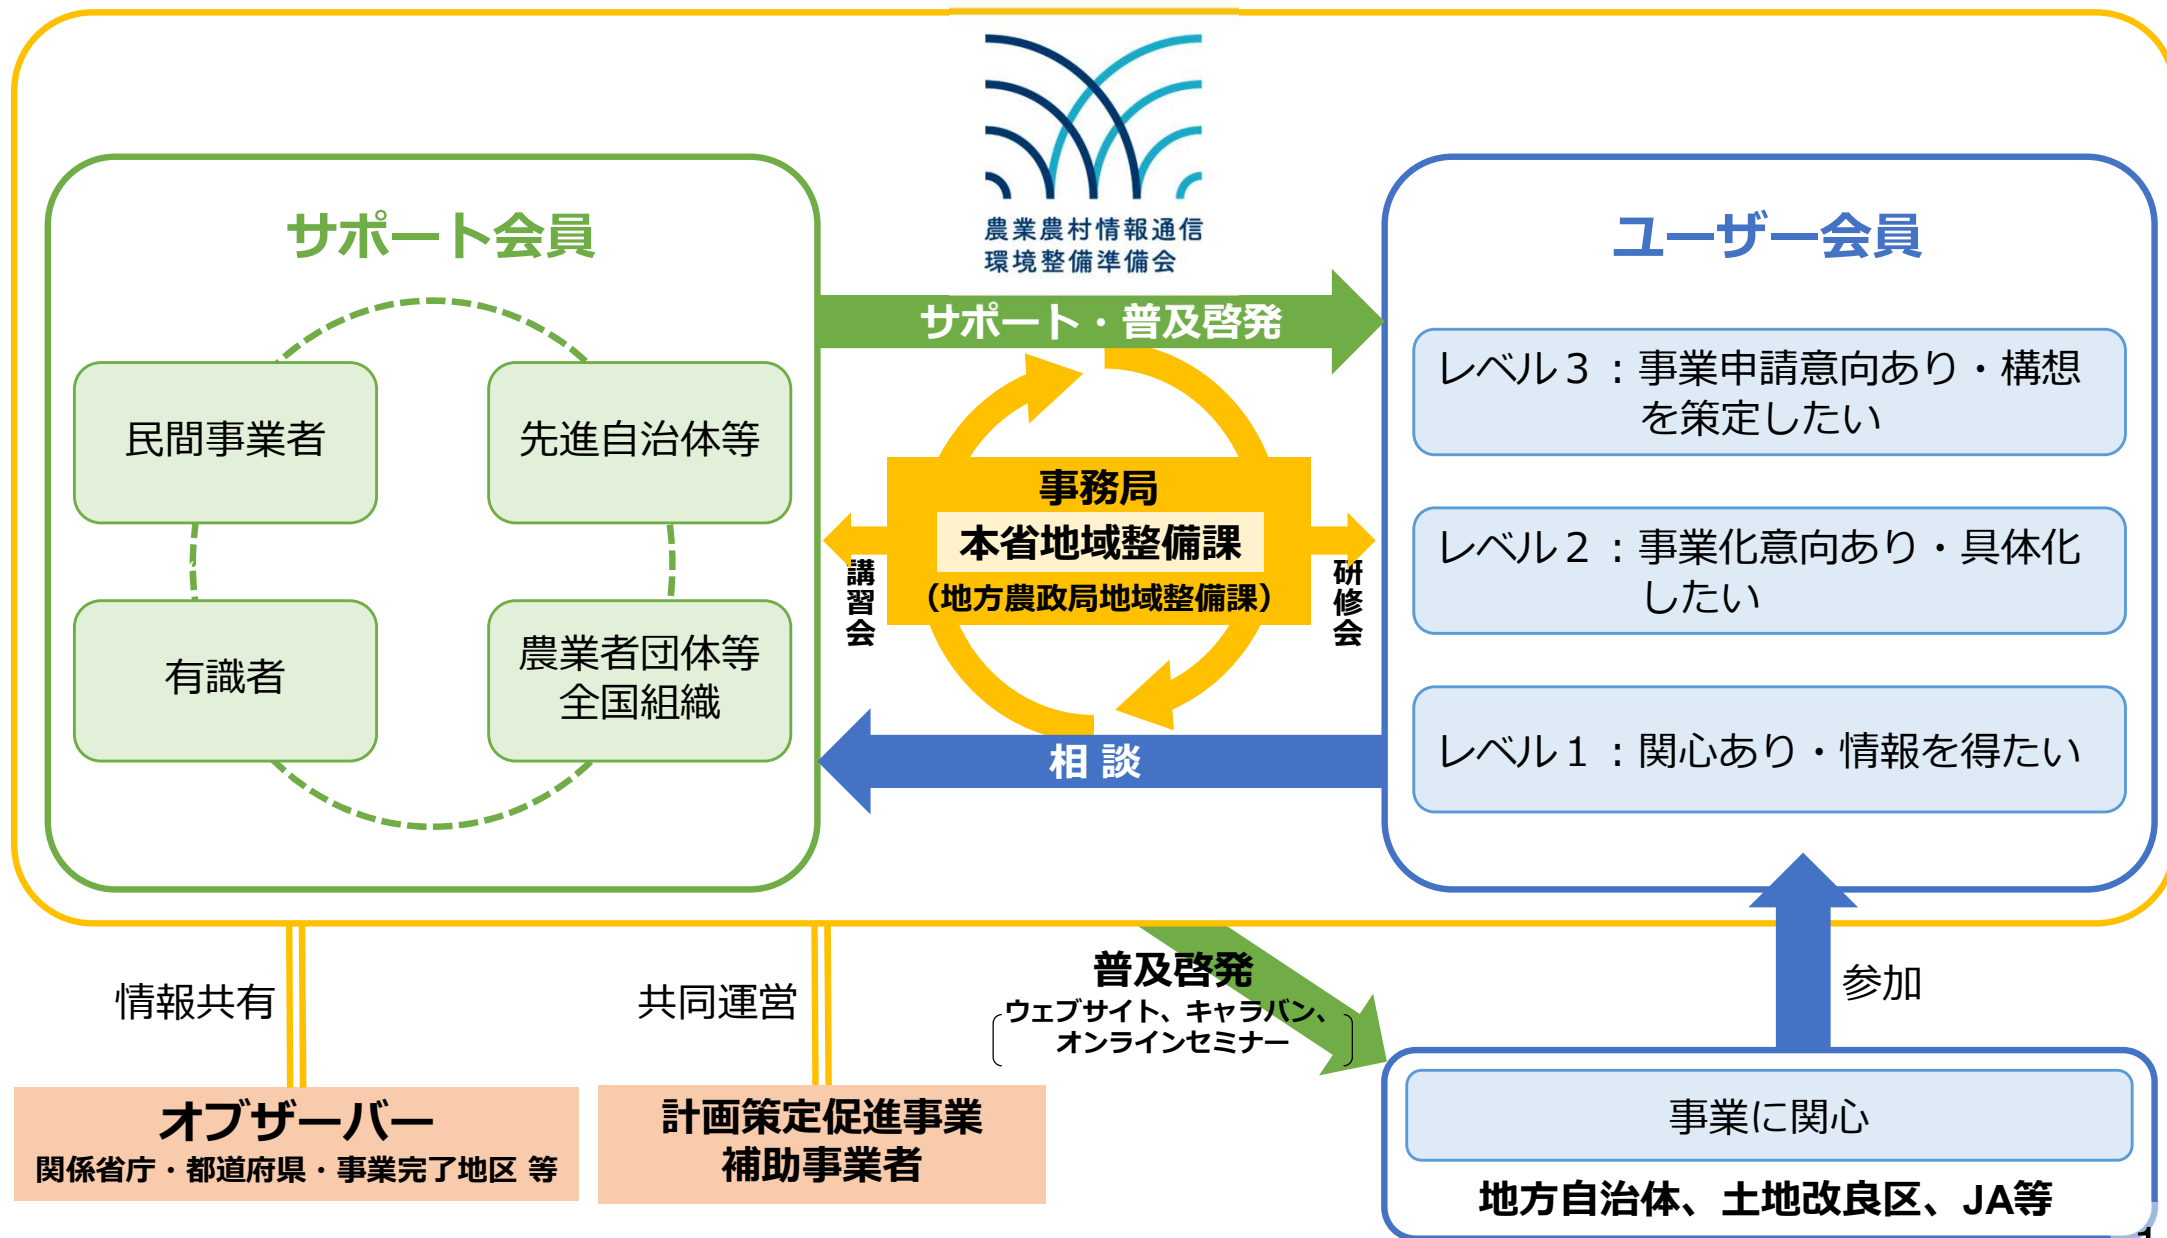 農業農村情報通信
環境整備準備会
サポート会員
民間事業者
先進自治体等
有識者
農業者団体等
全国組織
サポート・普及啓発
事務局
本省地域整備課
（地方農政局地域整備課）
講習会
研修会
相 談
ユーザー会員
レベル３：事業申請意向あり・構想
を策定したい
レベル２：事業化意向あり・具体化
したい
レベル１：関心あり・情報を得たい
情報共有
共同運営
普及啓発
ウェブサイト、キャラバン、
オンラインセミナー
参加
オブザーバー
関係省庁・都道府県・事業完了地区 等
計画策定促進事業
補助事業者
事業に関心
地方自治体、土地改良区、JA等